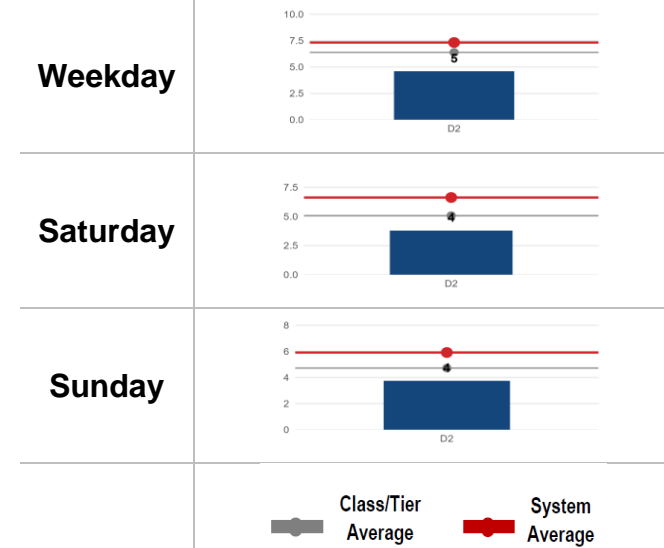 Weekday
10.0
7.5
5.0
2.5
0.0
5
D2
Saturday
7.5
5.0
2.5
0.0
4
D2
Sunday
8
6
4
2
0
4
D2
Class/Tier
Average
System
Average